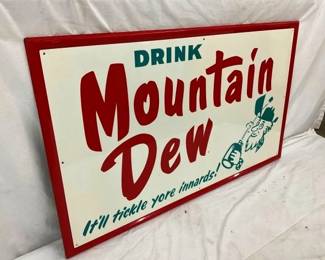 DRINK
Mountain
Dew
It'll tickle yore innards!